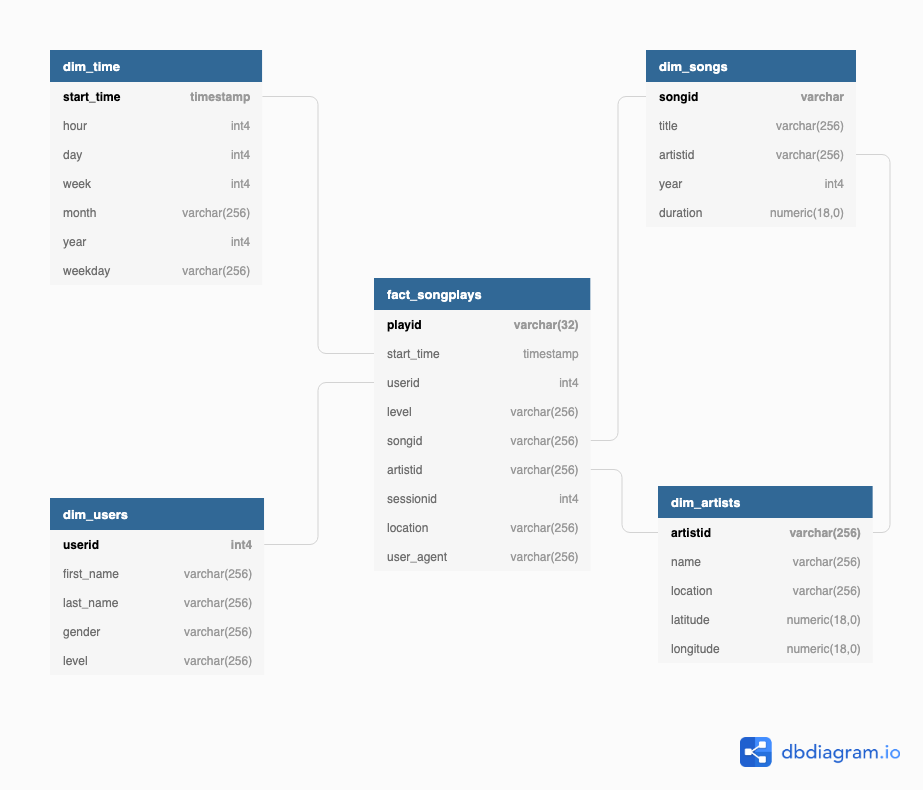 dim_time
start_time timestamp
hour int4
day int4
week int4
month varchar(256)
year int4
weekday varchar(256)
dim_songs
songid varchar
title varchar(256)
artistid varchar(256)
year int4
duration numeric(18,0)
fact_songplays
playid varchar(32)
start_time timestamp
userid int4
level varchar(256)
songid varchar(256)
artistid varchar(256)
sessionid int4
location varchar(256)
user_agent varchar(256)
dim_users
userid int4
first_name varchar(256)
last_name varchar(256)
gender varchar(256)
level varchar(256)
dim_artists
artistid varchar(256)
name varchar(256)
location varchar(256)
latitude numeric(18,0)
longitude numeric(18,0)
dbdiagram.io